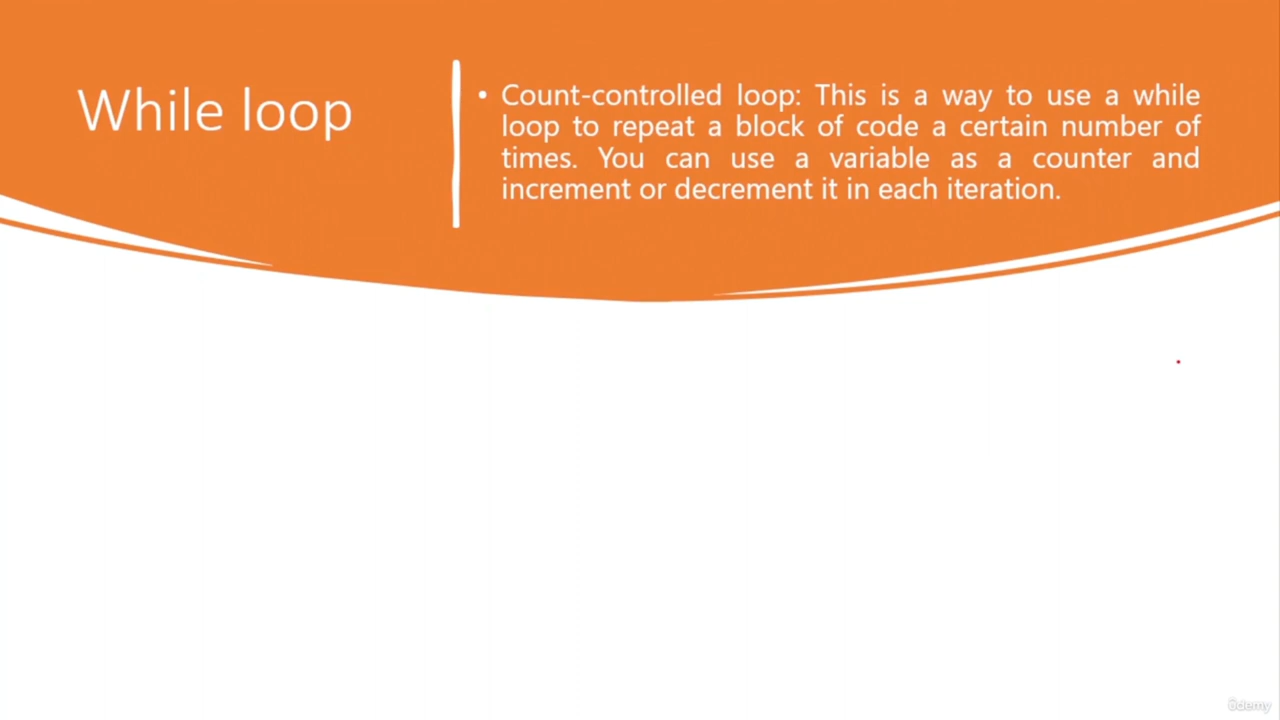 While loop
• Count-controlled loop: This is a way to use a while
loop to repeat a block of code a certain number of
times. You can use a variable as a counter and
increment or decrement it in each iteration.
ûdemy